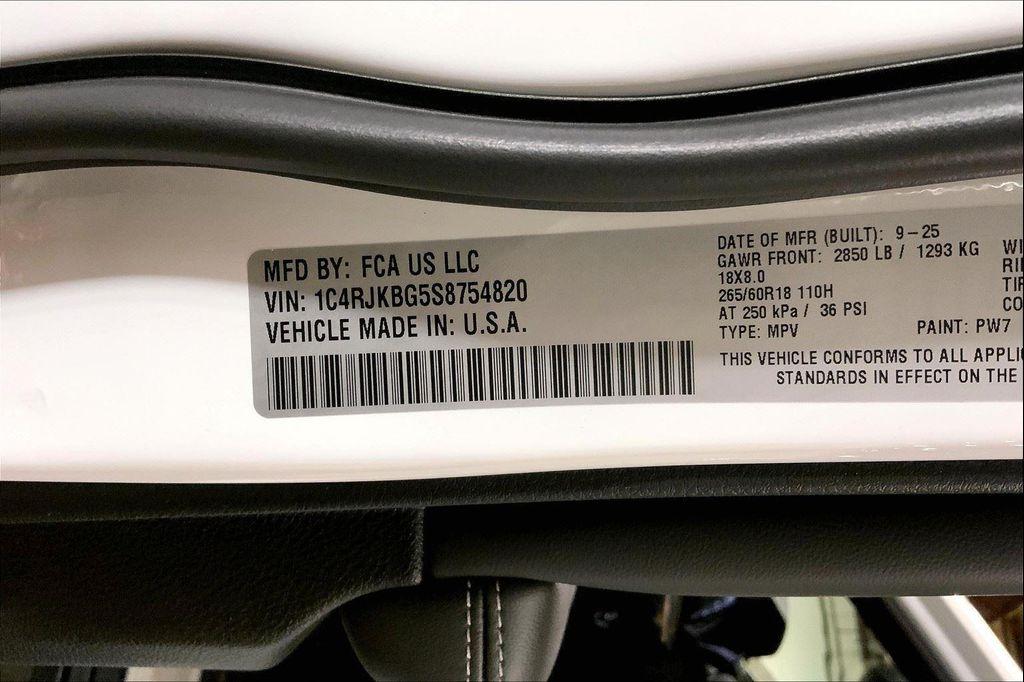 MFD BY: FCA US LLC
VIN: 1C4RJKBG5S8754820
VEHICLE MADE IN: U.S.A.
DATE OF MFR (BUILT): 9-25
GAWR FRONT: 2850 LB / 1293 KG
18X8.0
265/60R18 110H
AT 250 kPa / 36 PSI
TYPE: MPV PAINT: PW7
THIS VEHICLE CONFORMS TO ALL
STANDARDS IN EFFECT ON THE